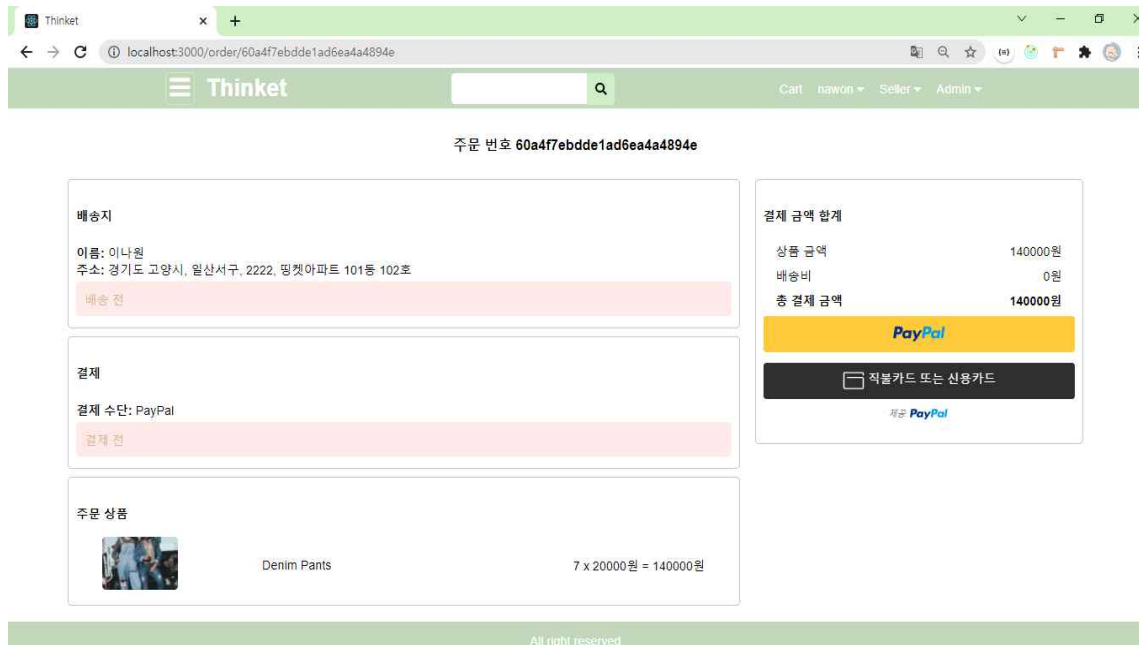 Thinket
localhost:3000/order/60a4f7ebdde1ad6ea4a4894e
Thinket
Cart nawon Seller Admin
주문 번호 60a4f7ebdde1ad6ea4a4894e
배송지
이름: 이나원
주소: 경기도 고양시, 일산서구, 2222, 띵켓아파트 101동 102호
배송 전
결제
결제 수단: PayPal
결제 전
주문 상품
Denim Pants 7 x 20000원 = 140000원
결제 금액 합계
상품 금액 140000원
배송비 0원
총 결제 금액 140000원
PayPal
직불카드 또는 신용카드
제공 PayPal
All right reserved